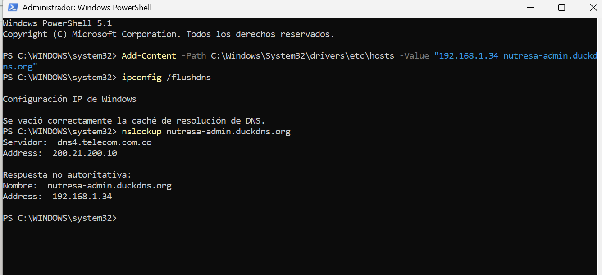 Administrador: Windows PowerShell
Windows PowerShell 5.1
Copyright (C) Microsoft Corporation. Todos los derechos reservados.
PS C:\WINDOWS\system32> Add-Content -Path C:\Windows\System32\drivers\etc\hosts -Value "192.168.1.34 nutresa-admin.duckd
ns.org"
PS C:\WINDOWS\system32> ipconfig /flushdns
Configuración IP de Windows
Se vació correctamente la caché de resolución de DNS.
PS C:\WINDOWS\system32> nslookup nutresa-admin.duckdns.org
Servidor:  dns4.telecom.com.co
Address:  200.21.200.10
Respuesta no autoritativa:
Nombre:  nutresa-admin.duckdns.org
Address:  192.168.1.34
PS C:\WINDOWS\system32>